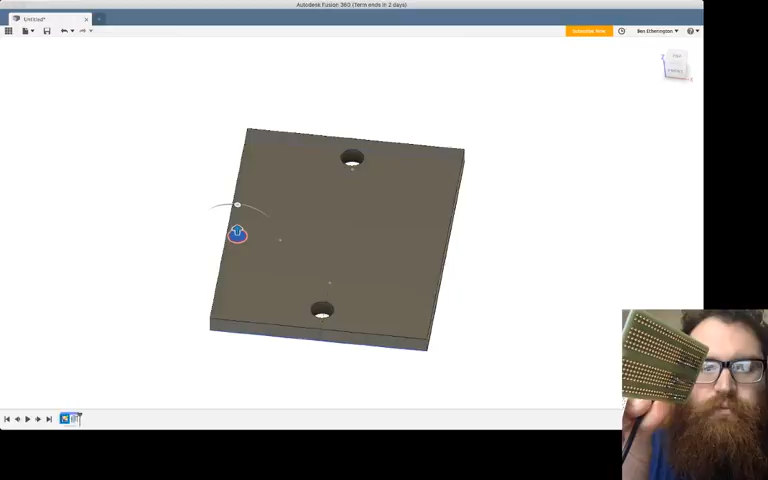 Autodesk Fusion 360 (Term ends in 2 days)
Untitled*
Subscribe Now
Ben Etherington